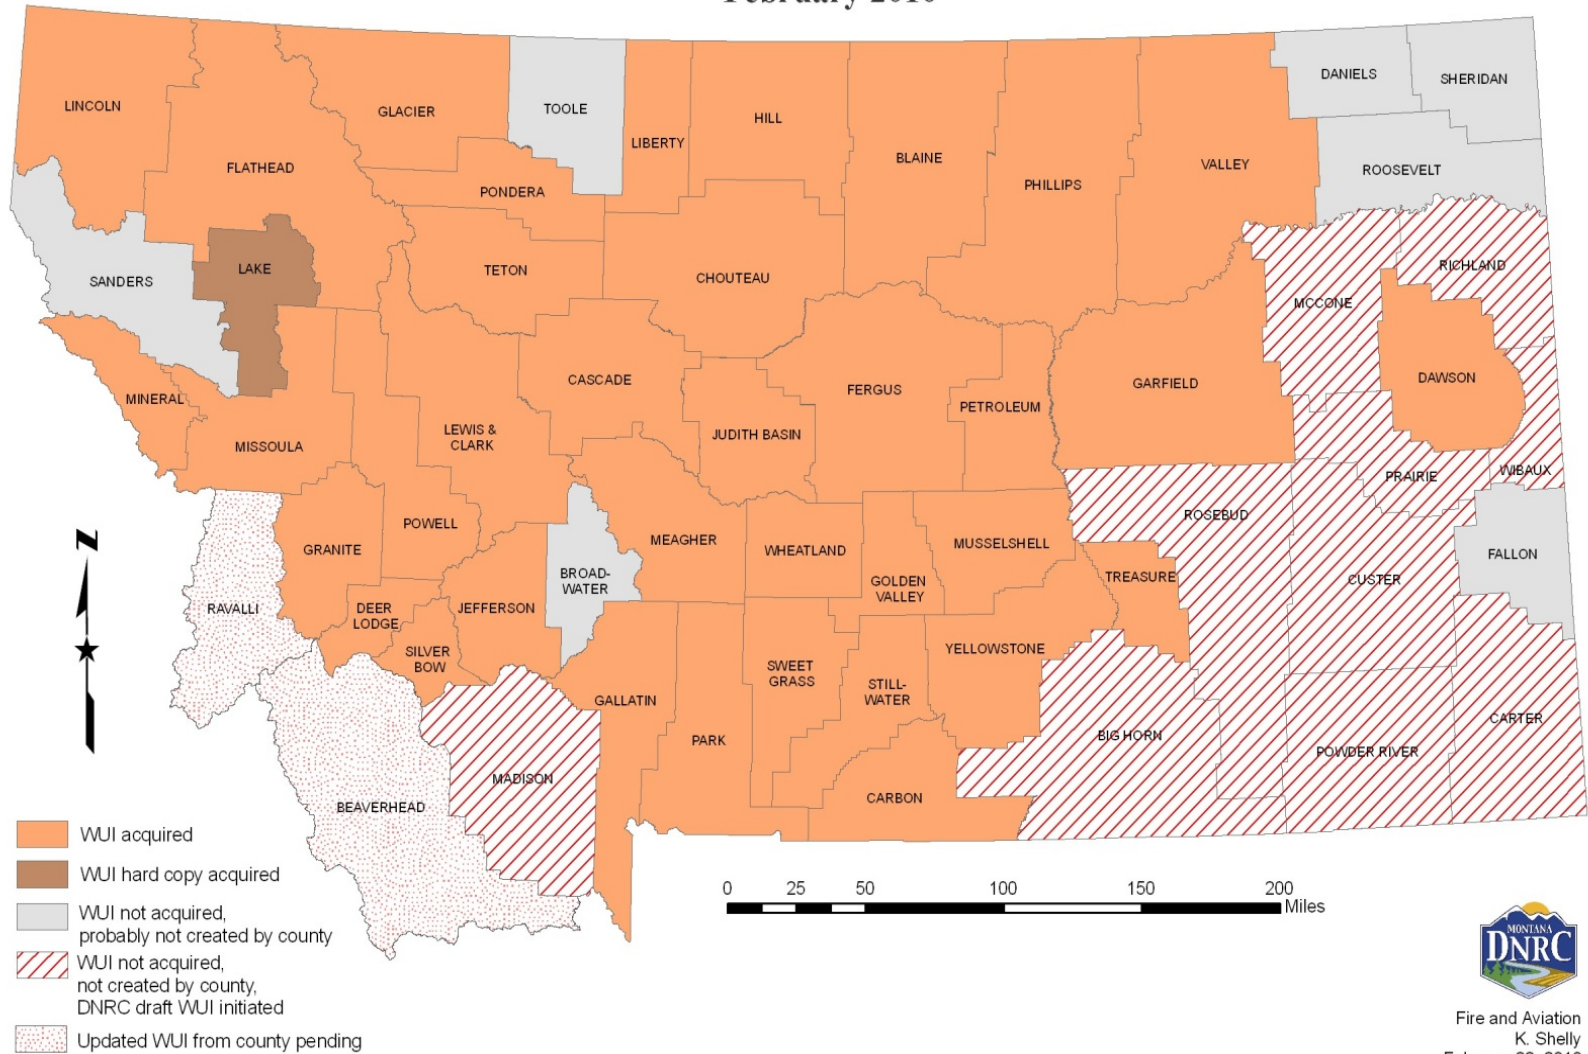 February 2010
LINCOLN
GLACIER
TOOLE
LIBERTY
HILL
BLAINE
PHILLIPS
VALLEY
DANIELS
SHERIDAN
ROOSEVELT
FLATHEAD
PONDERA
SANDERS
LAKE
TETON
CHOUTEAU
MCCONE
RICHLAND
MINERAL
MISSOULA
LEWIS &
CLARK
CASCADE
JUDITH BASIN
FERGUS
PETROLEUM
GARFIELD
DAWSON
PRAIRIE
WIBAUX
GRANITE
POWELL
BROAD-
WATER
MEAGHER
WHEATLAND
GOLDEN
VALLEY
MUSSELSHELL
ROSEBUD
TREASURE
CUSTER
FALLON
N
RAVALLI
DEER
LODGE
SILVER
BOW
JEFFERSON
GALLATIN
PARK
SWEET
GRASS
STILL-
WATER
YELLOWSTONE
BIG HORN
POWDER RIVER
CARTER
BEAVERHEAD
MADISON
CARBON
WUI acquired
WUI hard copy acquired
WUI not acquired,
probably not created by county
WUI not acquired,
not created by county,
DNRC draft WUI initiated
Updated WUI from county pending
0 25 50 100 150 200
Miles
MONTANA
DNRC
Fire and Aviation
K. Shelly